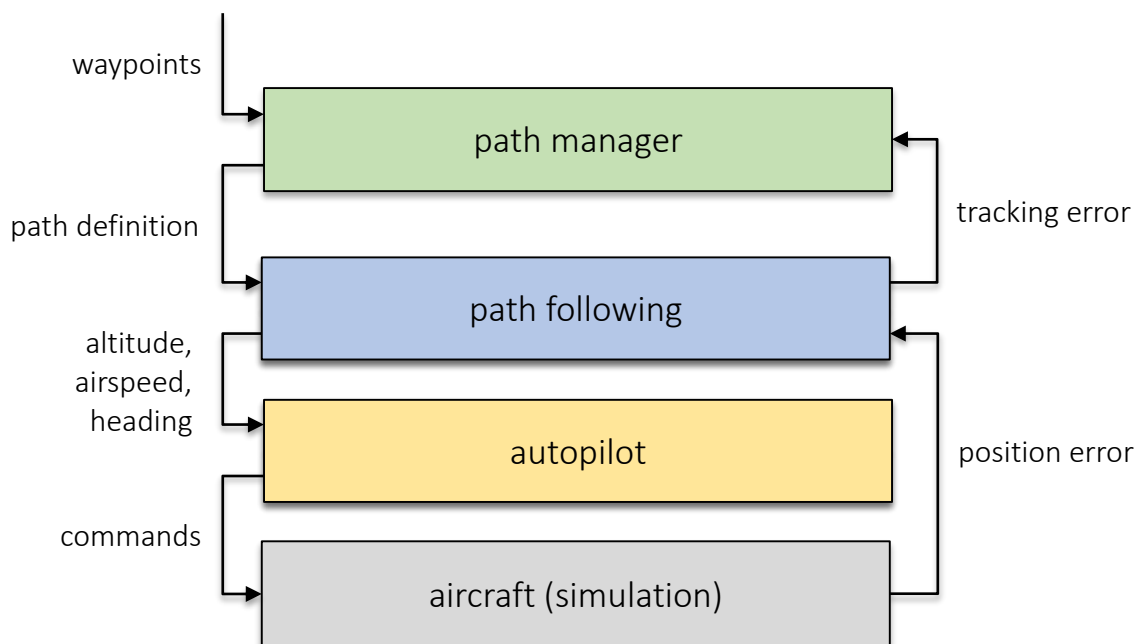 waypoints
path manager
path definition
tracking error
path following
altitude,
airspeed,
heading
autopilot
position error
commands
aircraft (simulation)